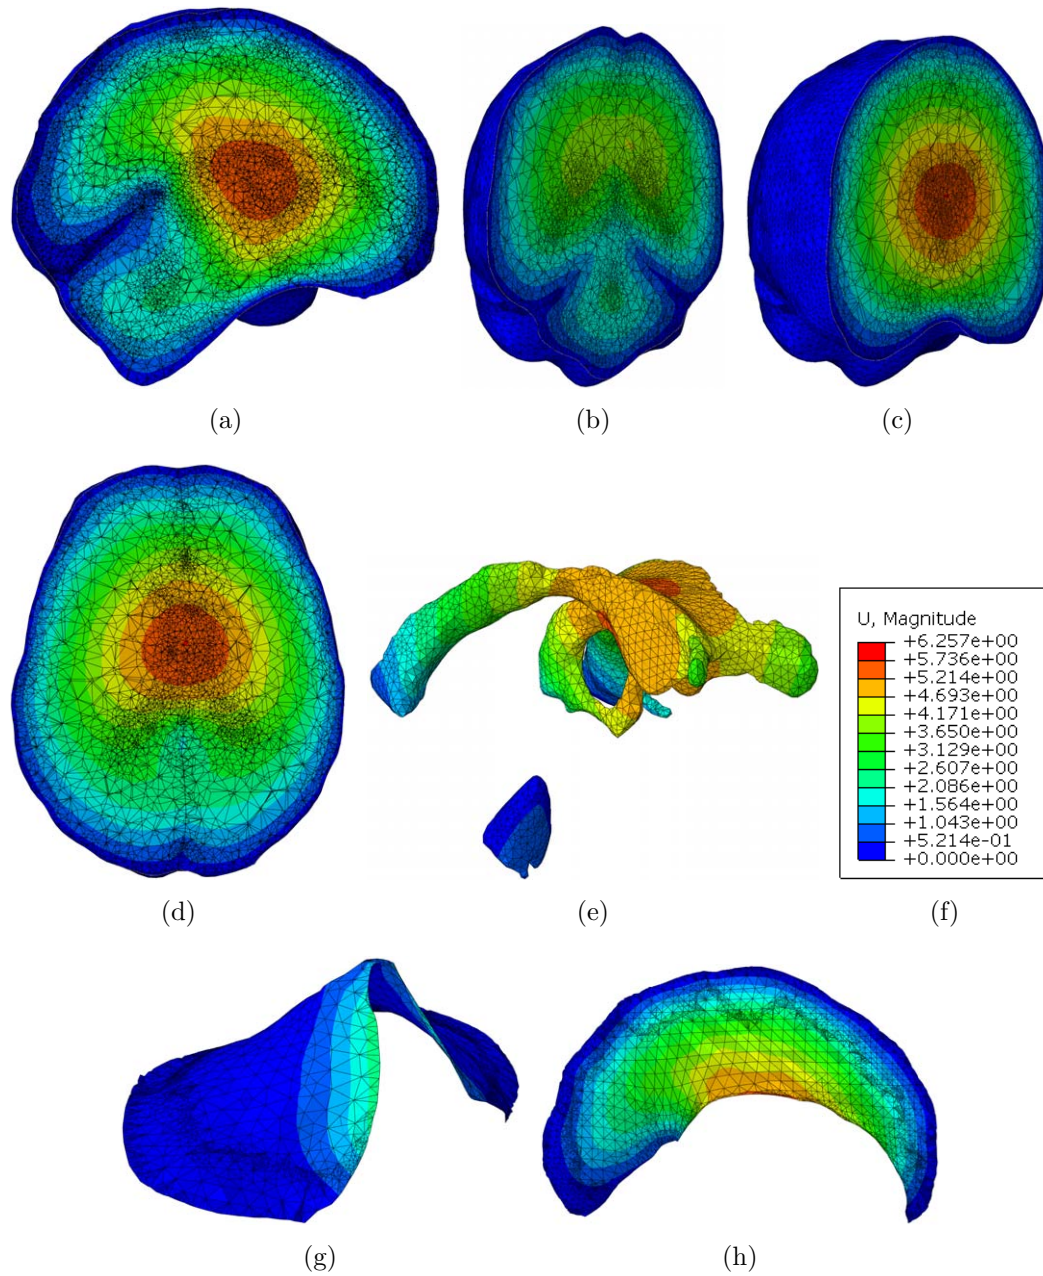 (a)
(b)
(c)
U, Magnitude
+6.257e+00
+5.736e+00
+5.214e+00
+4.693e+00
+4.171e+00
+3.650e+00
+3.129e+00
+2.607e+00
+2.086e+00
+1.564e+00
+1.043e+00
+5.214e-01
+0.000e+00
(d)
(e)
(f)
(g)
(h)